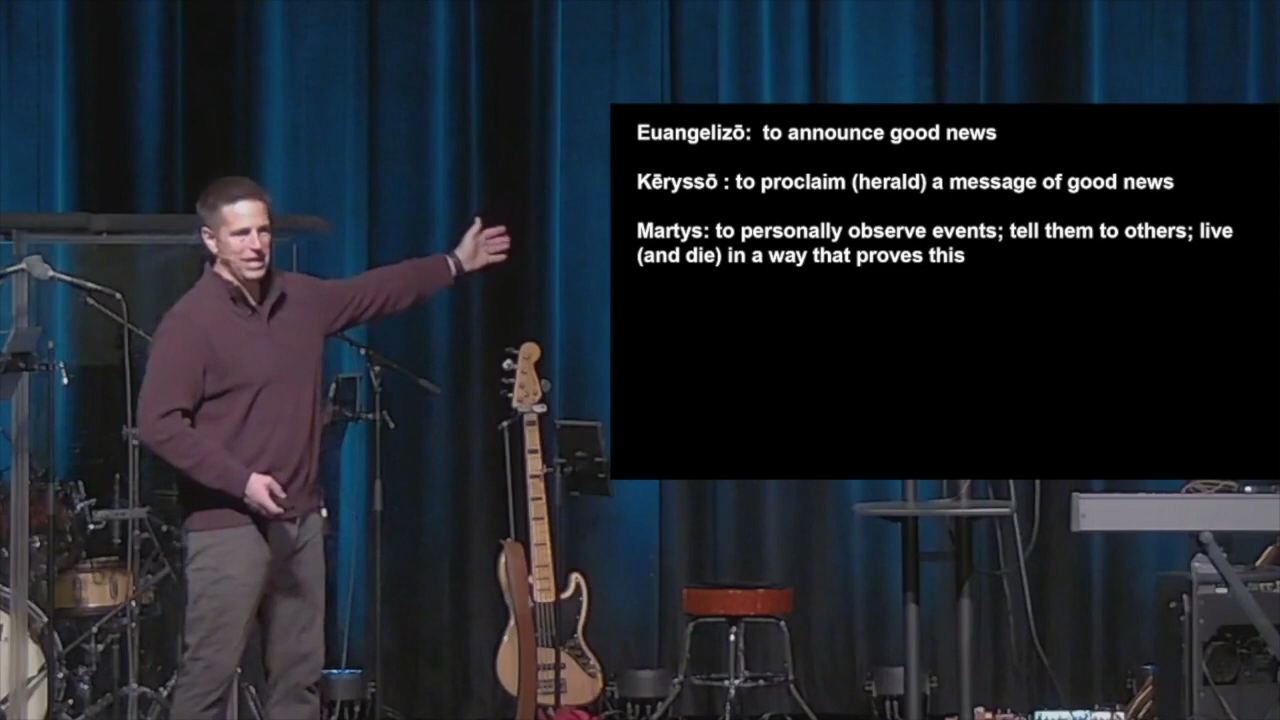 Euangelizō:  to announce good news
Kēryssō : to proclaim (herald) a message of good news
Martys: to personally observe events; tell them to others; live
(and die) in a way that proves this